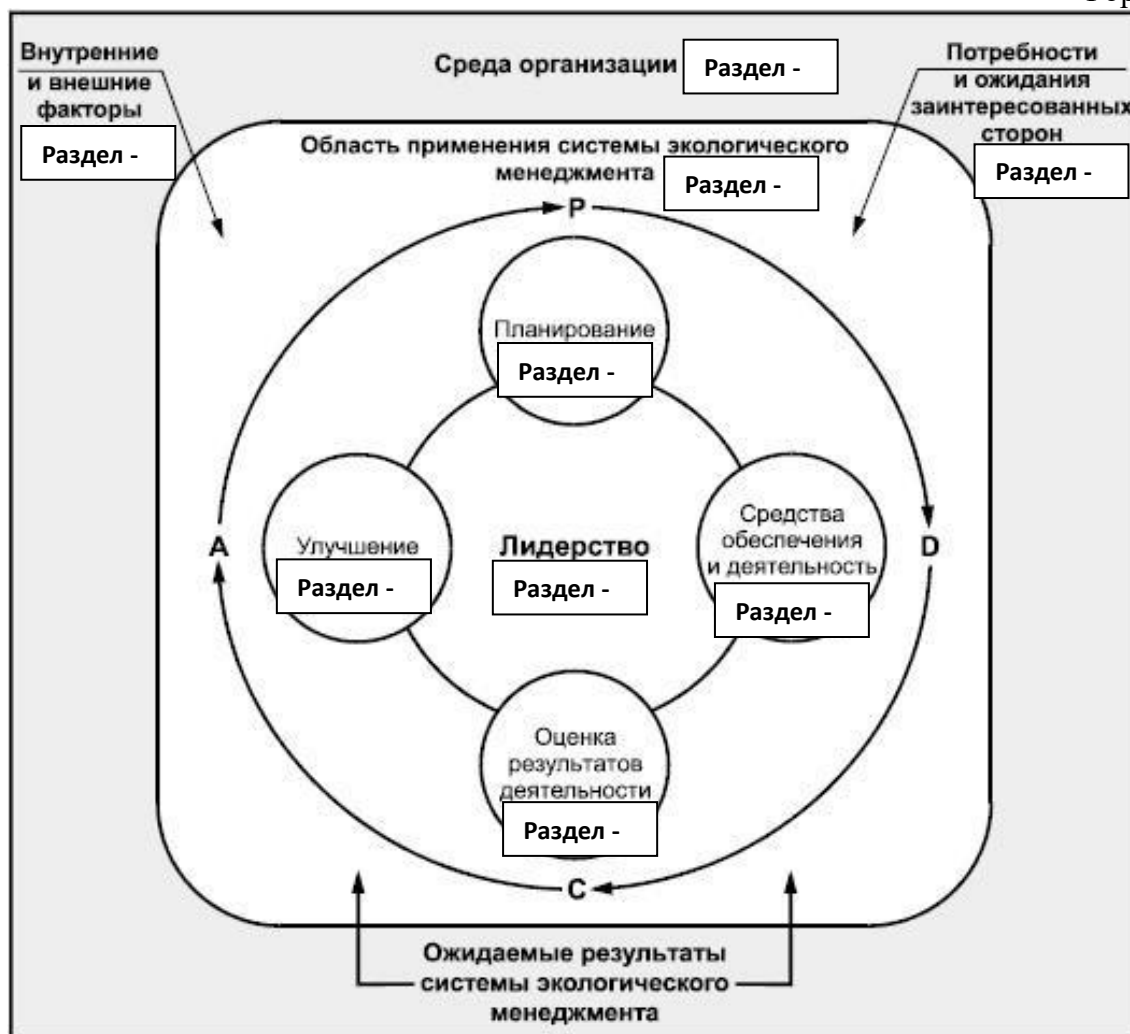 Внутренние
и внешние
факторы
Раздел -
Среда организации Раздел -
Потребности
и ожидания
заинтересованных
сторон
Раздел -
Область применения системы экологического
менеджмента Раздел -
P
Планирование
Раздел -
A
Улучшение
Раздел -
Лидерство
Раздел -
Средства
обеспечения
и деятельность
Раздел -
D
Оценка
результатов
деятельности
Раздел -
C
Ожидаемые результаты
системы экологического
менеджмента